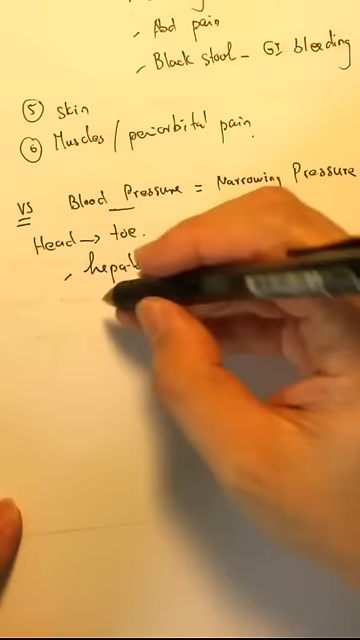 , Abd pain
, Black stool - GI bleeding
⑤ skin
⑥ Muscles / periorbital pain.
VS Blood Pressure = Narrowing Pressure
Head → toe.
, hepat